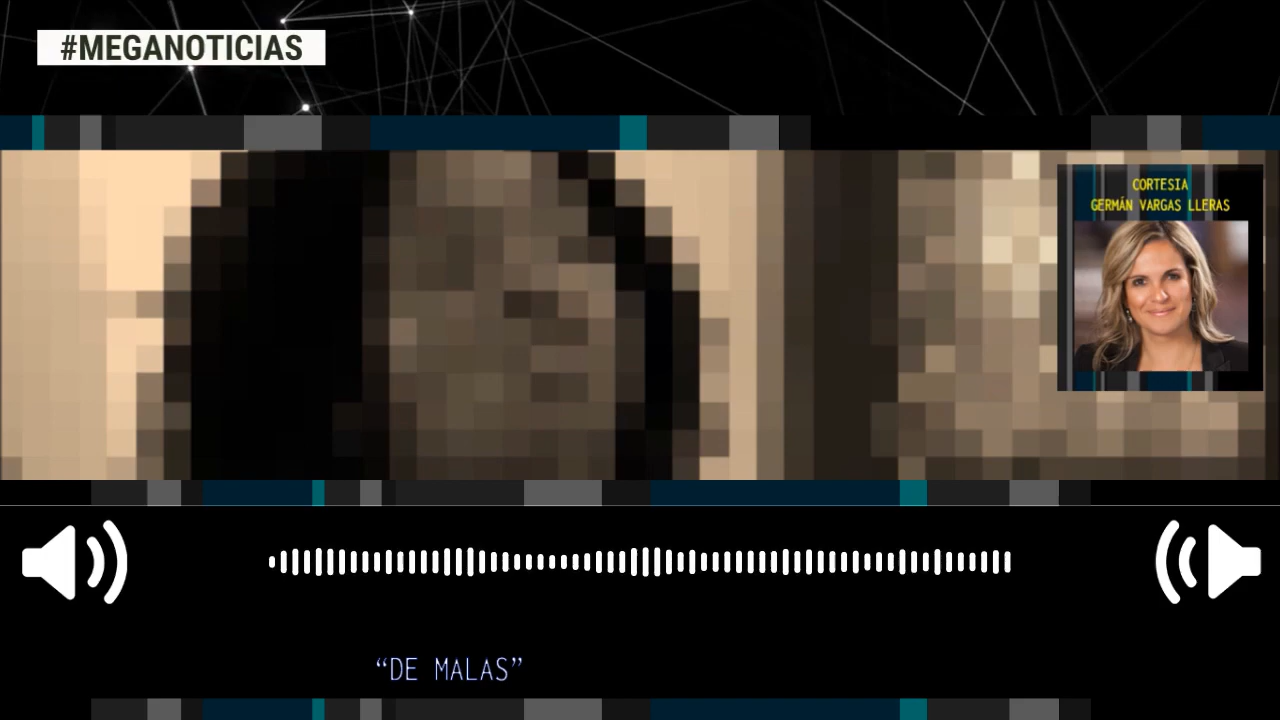 #MEGANOTICIAS
CORTESIA
GERMÁN VARGAS LLERAS
“DE MALAS”